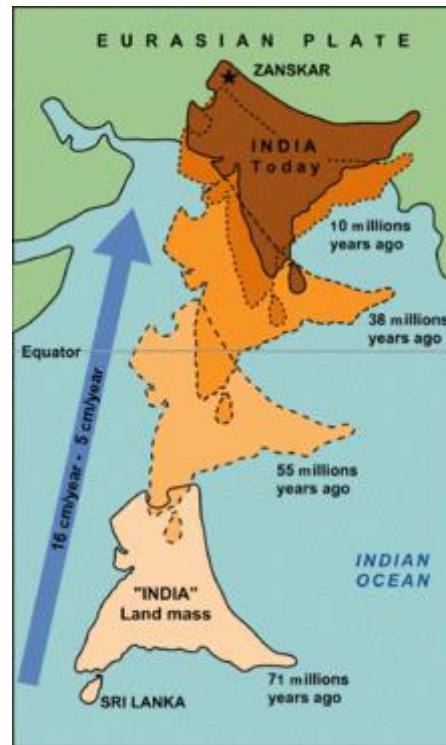 EURASIAN PLATE
ZANSKAR
INDIA
Today
10 millions
years ago
38 millions
years ago
Equator
16 cm/year - 5 cm/year
55 millions
years ago
INDIAN
OCEAN
"INDIA"
Land mass
71 millions
years ago
SRI LANKA